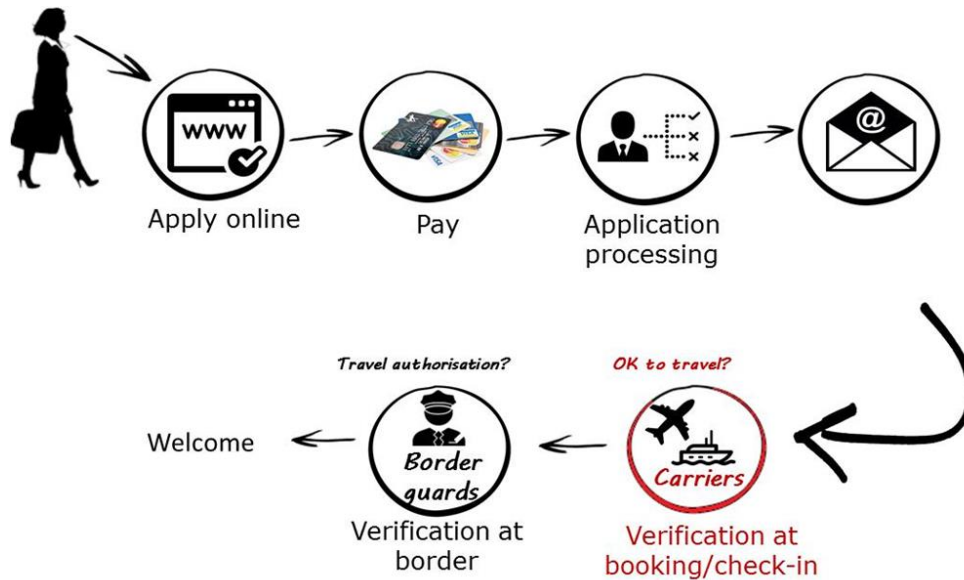 www
@
Apply online
Pay
Application
processing
Travel authorisation?
OK to travel?
Welcome
Border
guards
Carriers
Verification at
border
Verification at
booking/check-in